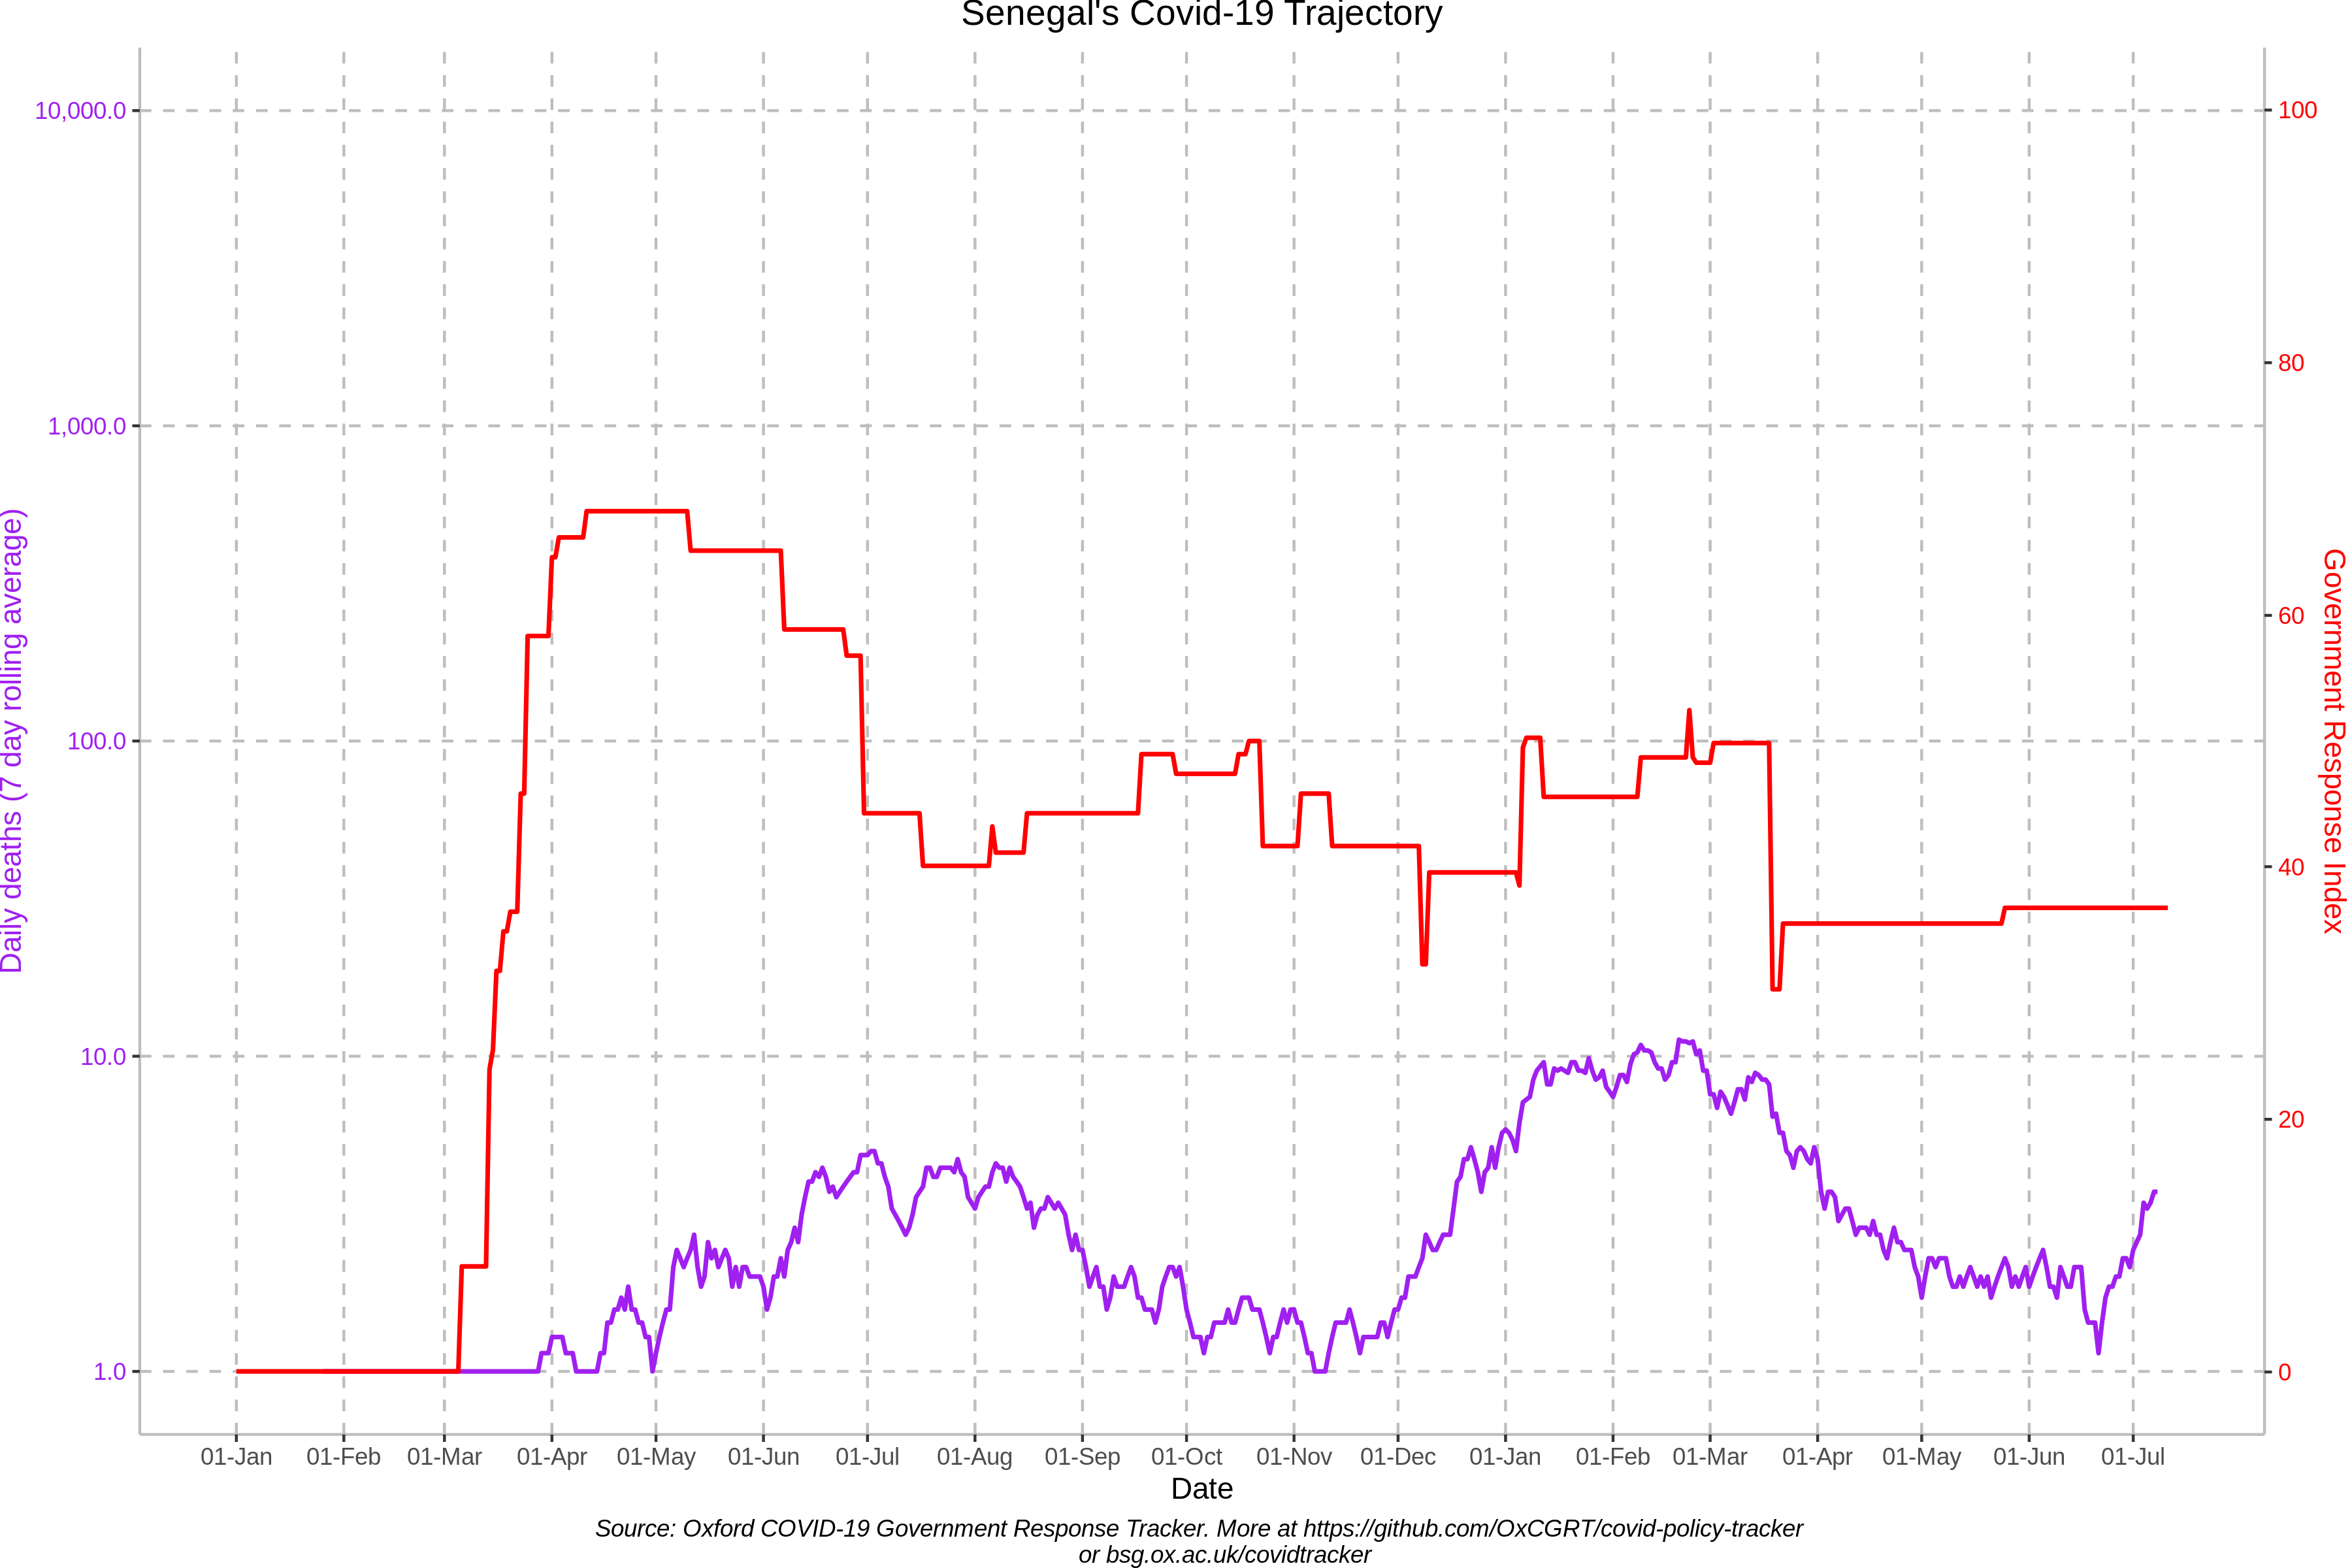 Senegal's Covid-19 Trajectory
10,000.0
1,000.0
100.0
10.0
1.0
Daily deaths (7 day rolling average)
100
80
60
40
20
0
Government Response Index
01-Jan 01-Feb 01-Mar 01-Apr 01-May 01-Jun 01-Jul 01-Aug 01-Sep 01-Oct 01-Nov 01-Dec 01-Jan 01-Feb 01-Mar 01-Apr 01-May 01-Jun 01-Jul
Date
Source: Oxford COVID-19 Government Response Tracker. More at https://github.com/OxCGRT/covid-policy-tracker
or bsg.ox.ac.uk/covidtracker